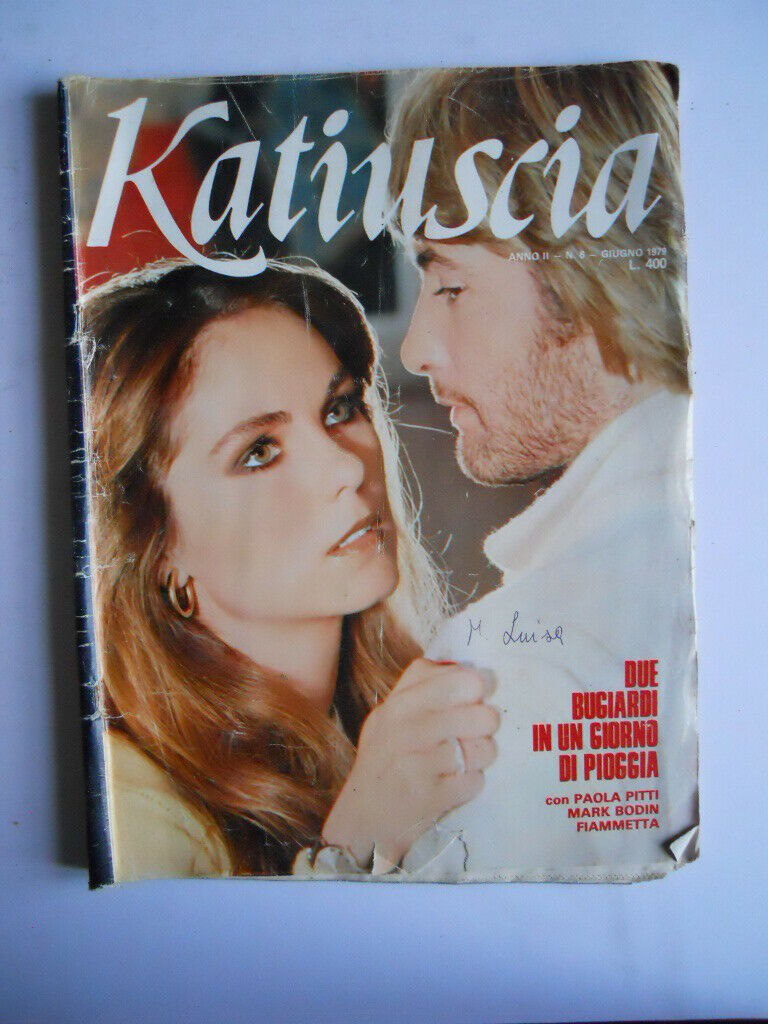 Katiuscia
ANNO II – N. 6 – GIUGNO 1979
L. 400
M. Luisa
DUE
BUGIARDI
IN UN GIORNO
DI PIOGGIA
con PAOLA PITTI
MARK BODIN
FIAMMETTA